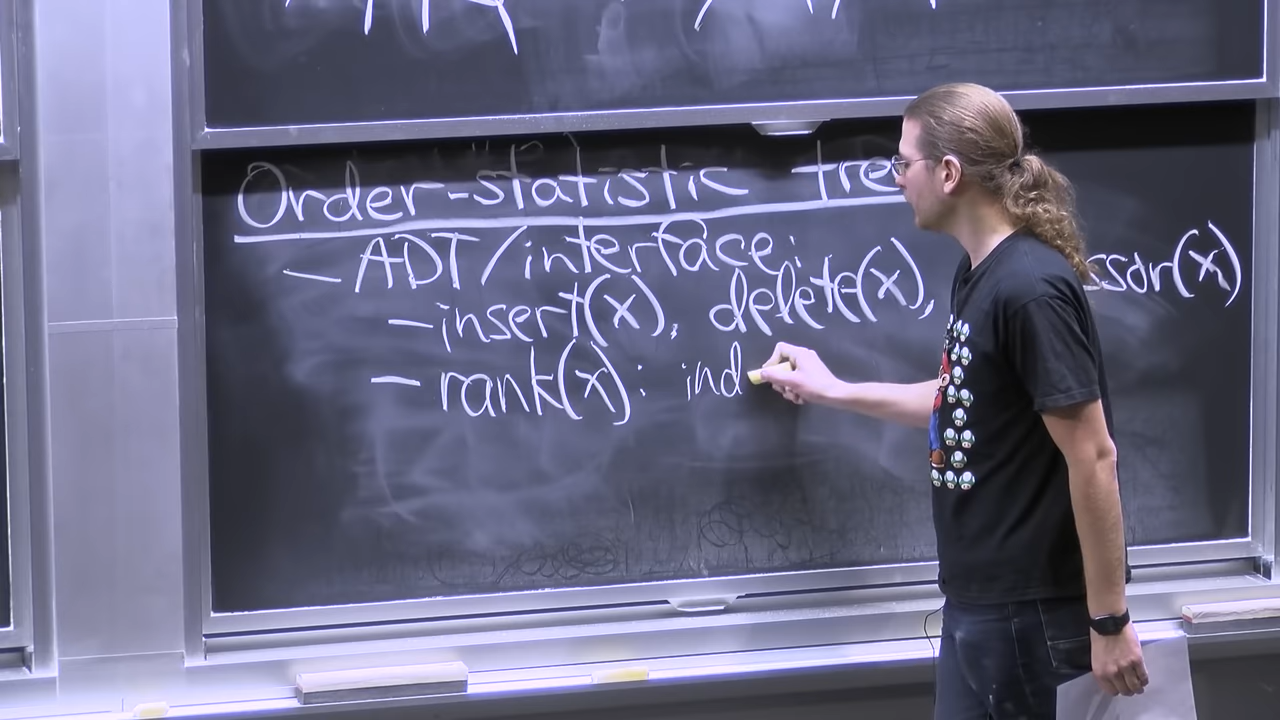 Order-statistic tre
- ADT/interface:
- insert(x), delete(x), ssor(x)
- rank(x): ind